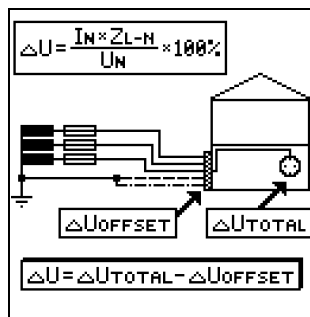 △U = (IN × ZL-N / UN) × 100%
△UOFFSET
△UTOTAL
△U = △UTOTAL - △UOFFSET